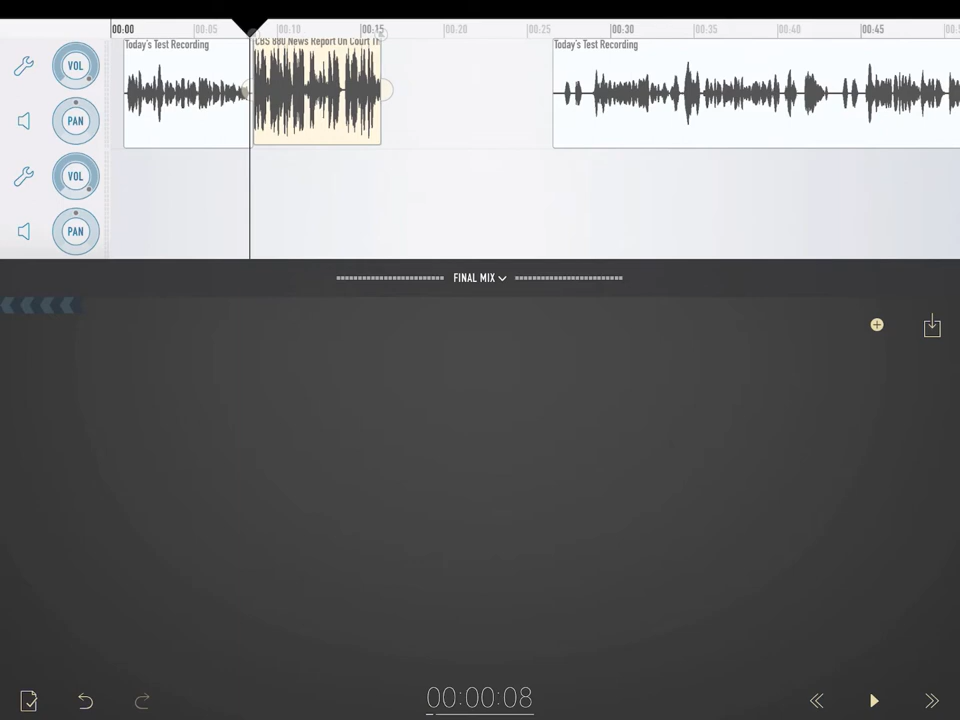 00:00 00:05 00:10 00:15 00:20 00:25 00:30 00:35 00:40 00:45
Today's Test Recording CBS 880 News Report On Court Today's Test Recording
VOL
PAN
VOL
PAN
FINAL MIX
00:00:08